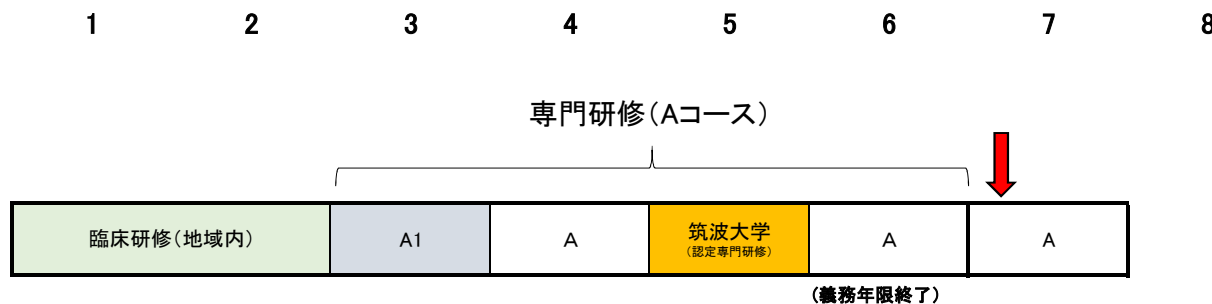 1 2 3 4 5 6 7 8
専門研修(Aコース)
臨床研修(地域内) A1 A 筑波大学 A A
(認定専門研修)
(義務年限終了)